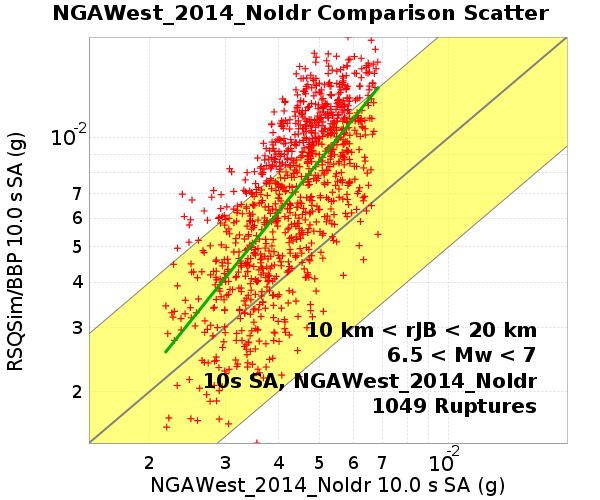 NGAWest_2014_NoIdr Comparison Scatter
RSQSim/BBP 10.0 s SA (g)
10-2
7
6
5
4
3
2
10 km < rJB < 20 km
6.5 < Mw < 7
10s SA, NGAWest_2014_NoIdr
1049 Ruptures
2 3 4 5 6 7 10-2
NGAWest_2014_NoIdr 10.0 s SA (g)